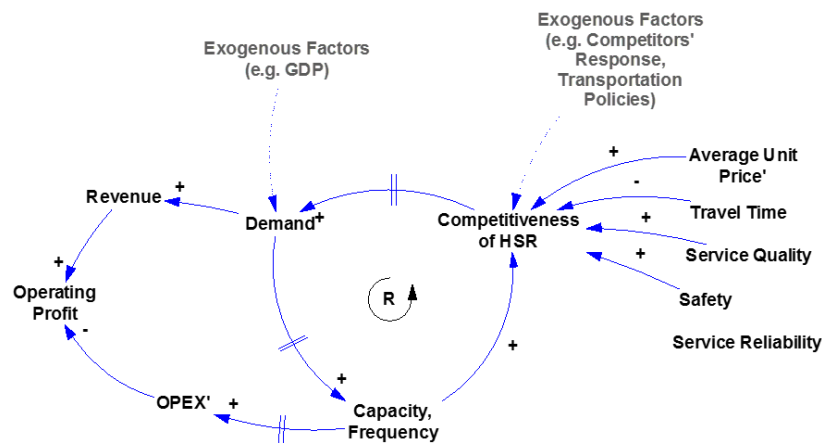 Exogenous Factors
(e.g. GDP)
Exogenous Factors
(e.g. Competitors'
Response,
Transportation
Policies)
+
Average Unit
Price'
-
Travel Time
+
Service Quality
+
Safety
Service Reliability
Revenue
+
Demand
+
Competitiveness
of HSR
+
Operating
Profit
-
R
+
+
Capacity,
Frequency
OPEX'
+